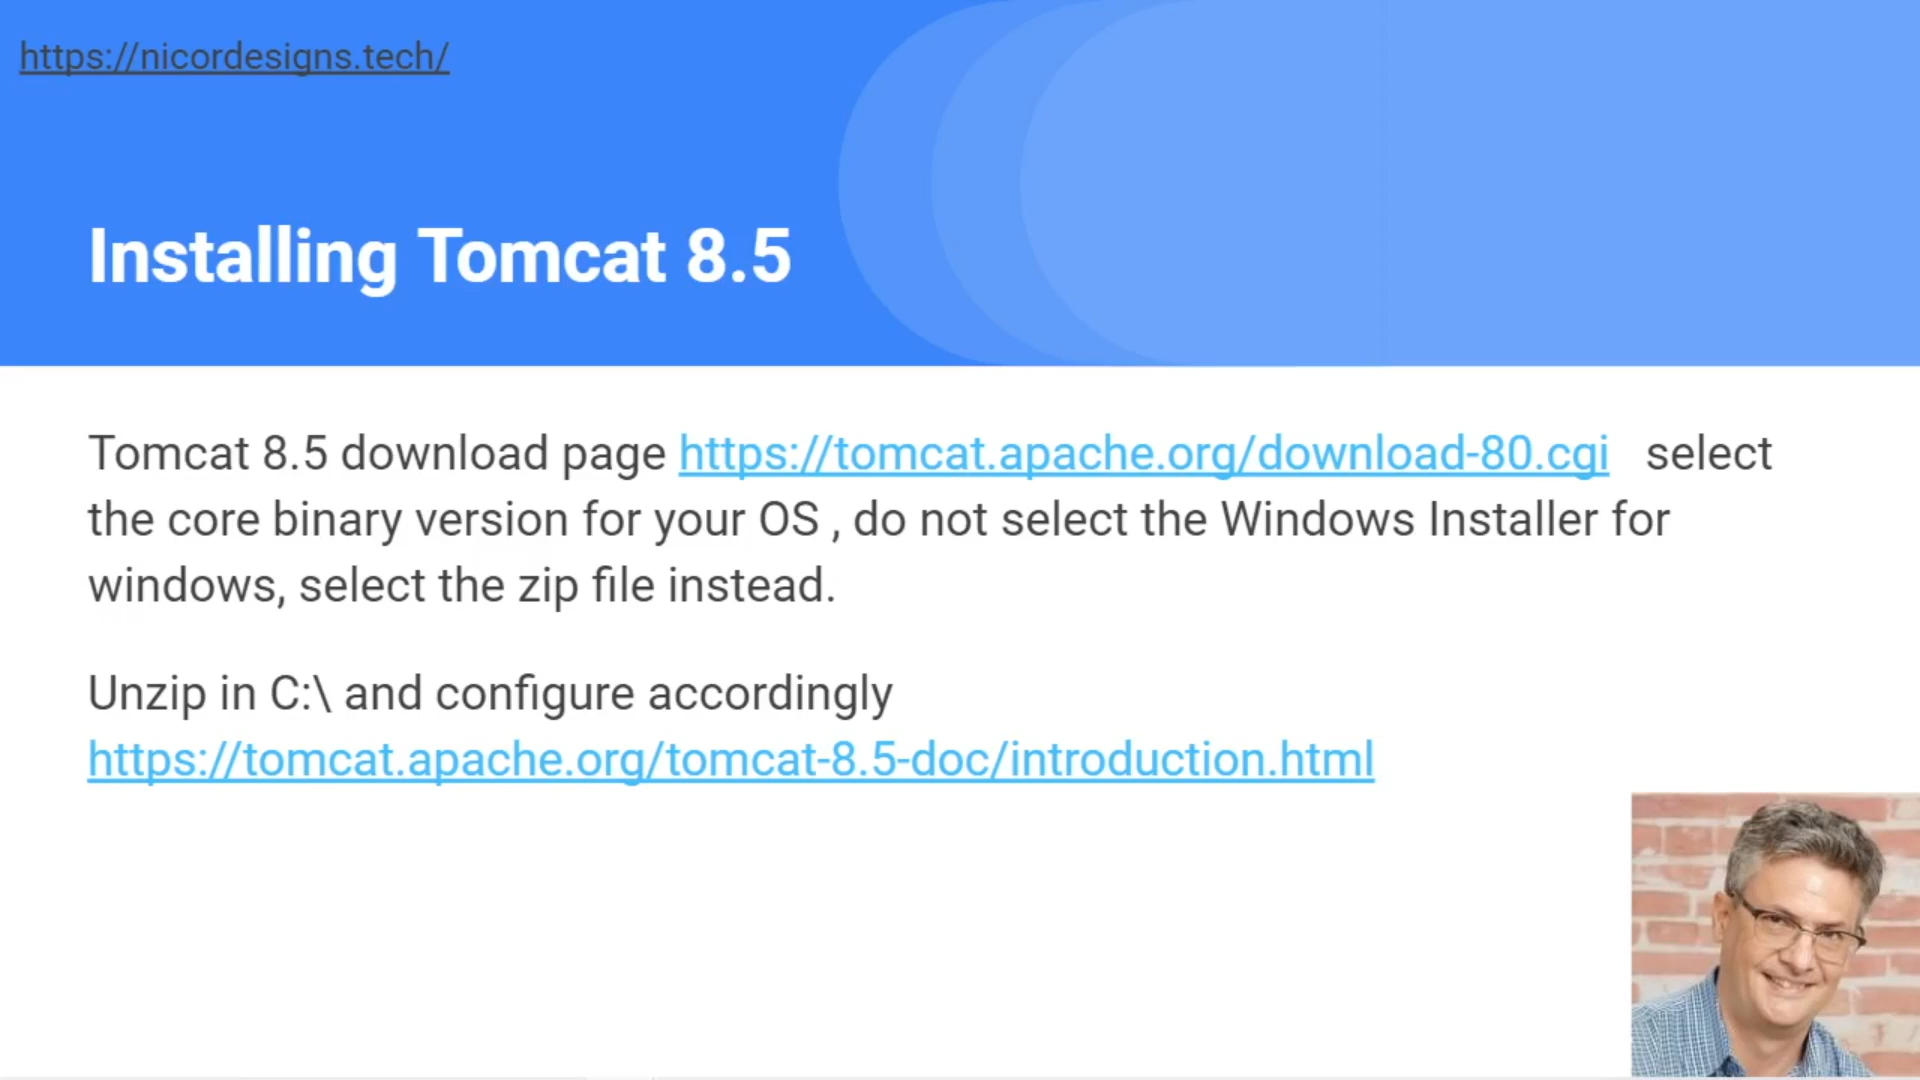 https://nicordesigns.tech/
Installing Tomcat 8.5
Tomcat 8.5 download page https://tomcat.apache.org/download-80.cgi select
the core binary version for your OS , do not select the Windows Installer for
windows, select the zip file instead.
Unzip in C:\ and configure accordingly
https://tomcat.apache.org/tomcat-8.5-doc/introduction.html